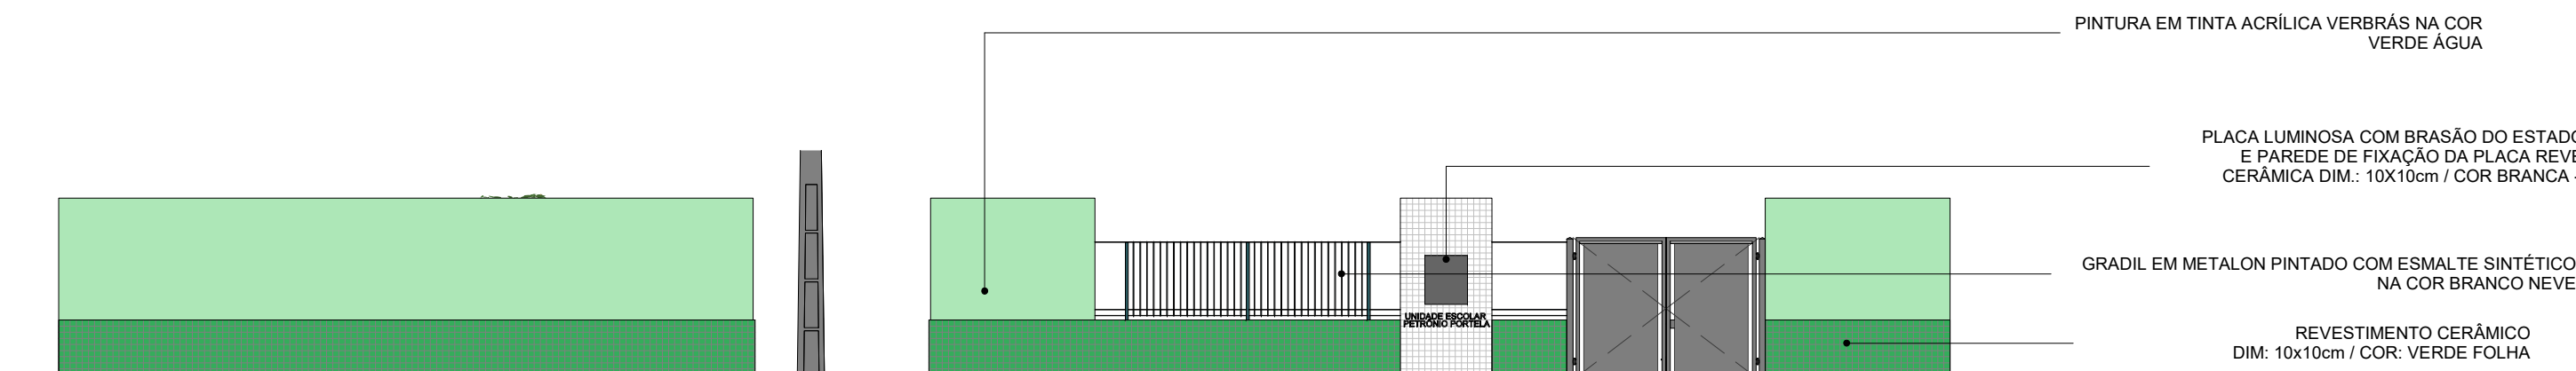 PINTURA EM TINTA ACRÍLICA VERBRÁS NA COR
VERDE ÁGUA
PLACA LUMINOSA COM BRASÃO DO ESTADO
E PAREDE DE FIXAÇÃO DA PLACA REVE
CERÂMICA DIM.: 10X10cm / COR BRANCA -
GRADIL EM METALON PINTADO COM ESMALTE SINTÉTICO
NA COR BRANCO NEVE
UNIDADE ESCOLAR
PETRÔNIO PORTELA
REVESTIMENTO CERÂMICO
DIM: 10x10cm / COR: VERDE FOLHA